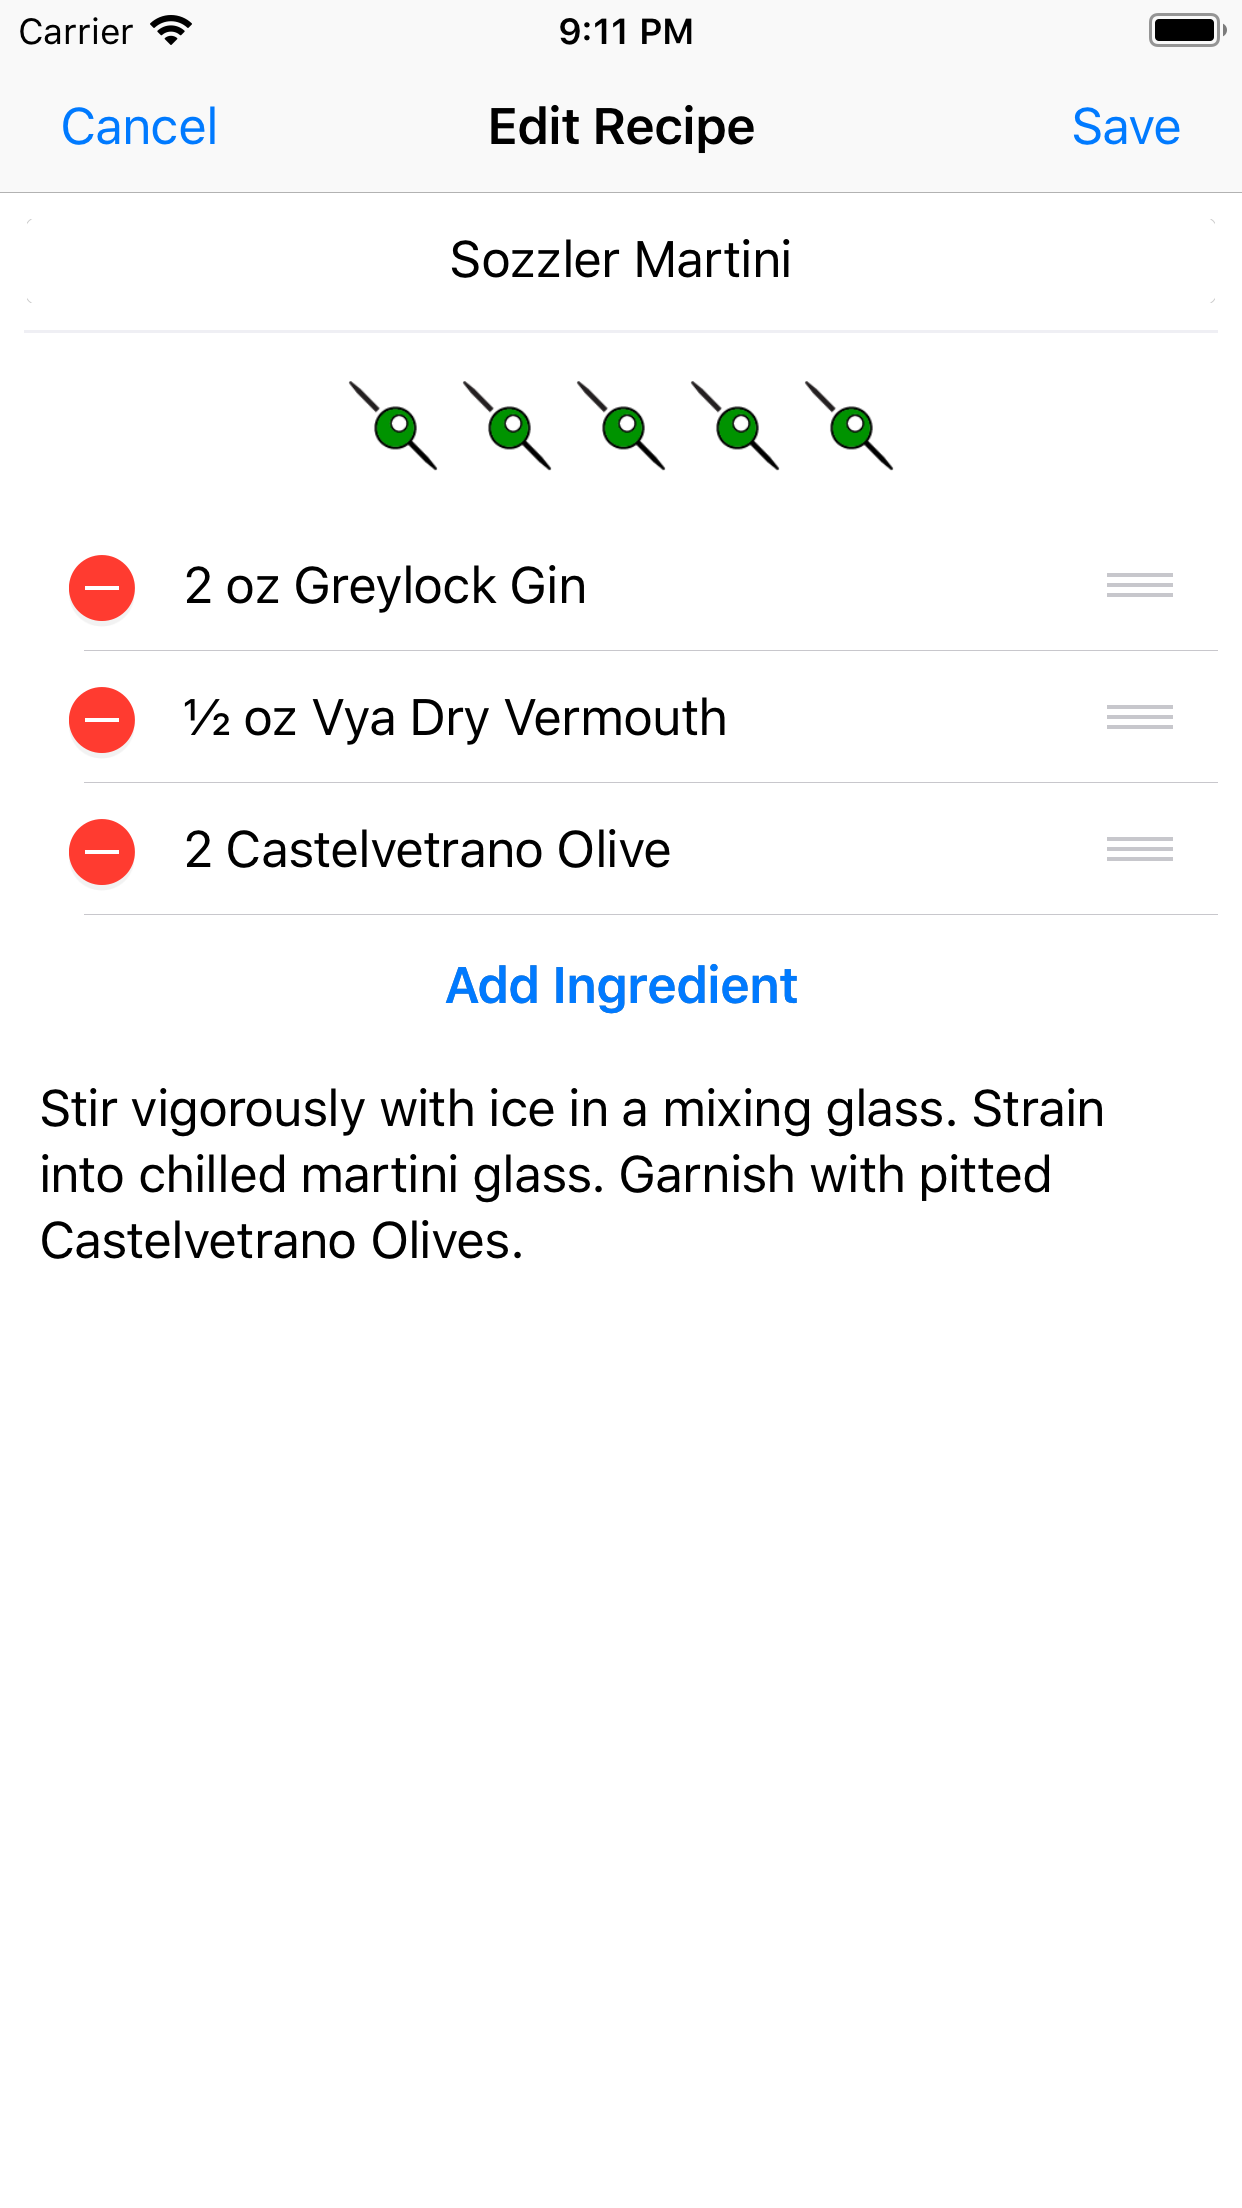 Carrier 9:11 PM
Cancel Edit Recipe Save
Sozzler Martini
2 oz Greylock Gin
½ oz Vya Dry Vermouth
2 Castelvetrano Olive
Add Ingredient
Stir vigorously with ice in a mixing glass. Strain
into chilled martini glass. Garnish with pitted
Castelvetrano Olives.